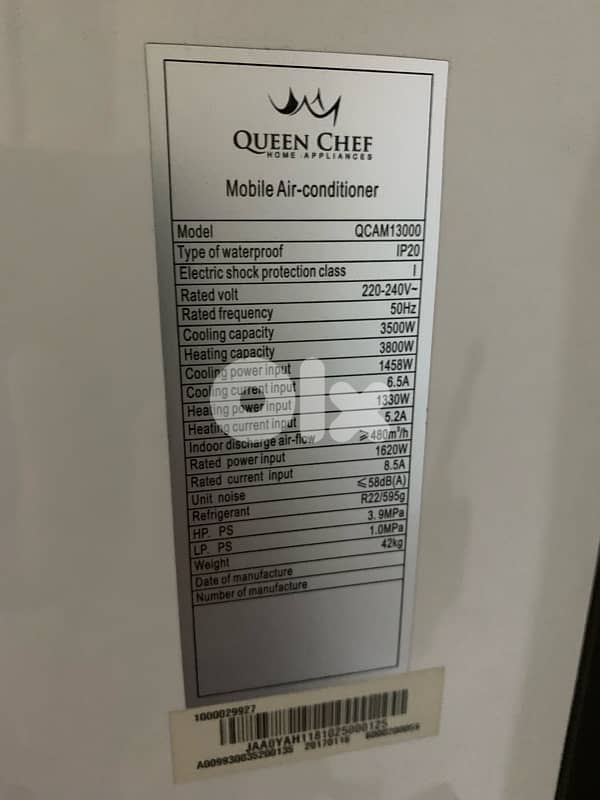 QUEEN CHEF
HOME APPLIANCES
Mobile Air-conditioner
Model QCAM13000
Type of waterproof IP20
Electric shock protection class I
Rated volt 220-240V~
Rated frequency 50Hz
Cooling capacity 3500W
Heating capacity 3800W
Cooling power input 1458W
Cooling current input 6.5A
Heating power input 1330W
Heating current input 5.2A
Indoor discharge air-flow ≥480m³/h
Rated power input 1620W
Rated current input 8.5A
Unit noise ≤58dB(A)
Refrigerant R22/595g
HP. PS 3.9MPa
LP. PS 1.0MPa
Weight 42kg
Date of manufacture
Number of manufacture
olx
1000029927
JAA0YAH1181025000125
A009930035200135 20170116 6000200059